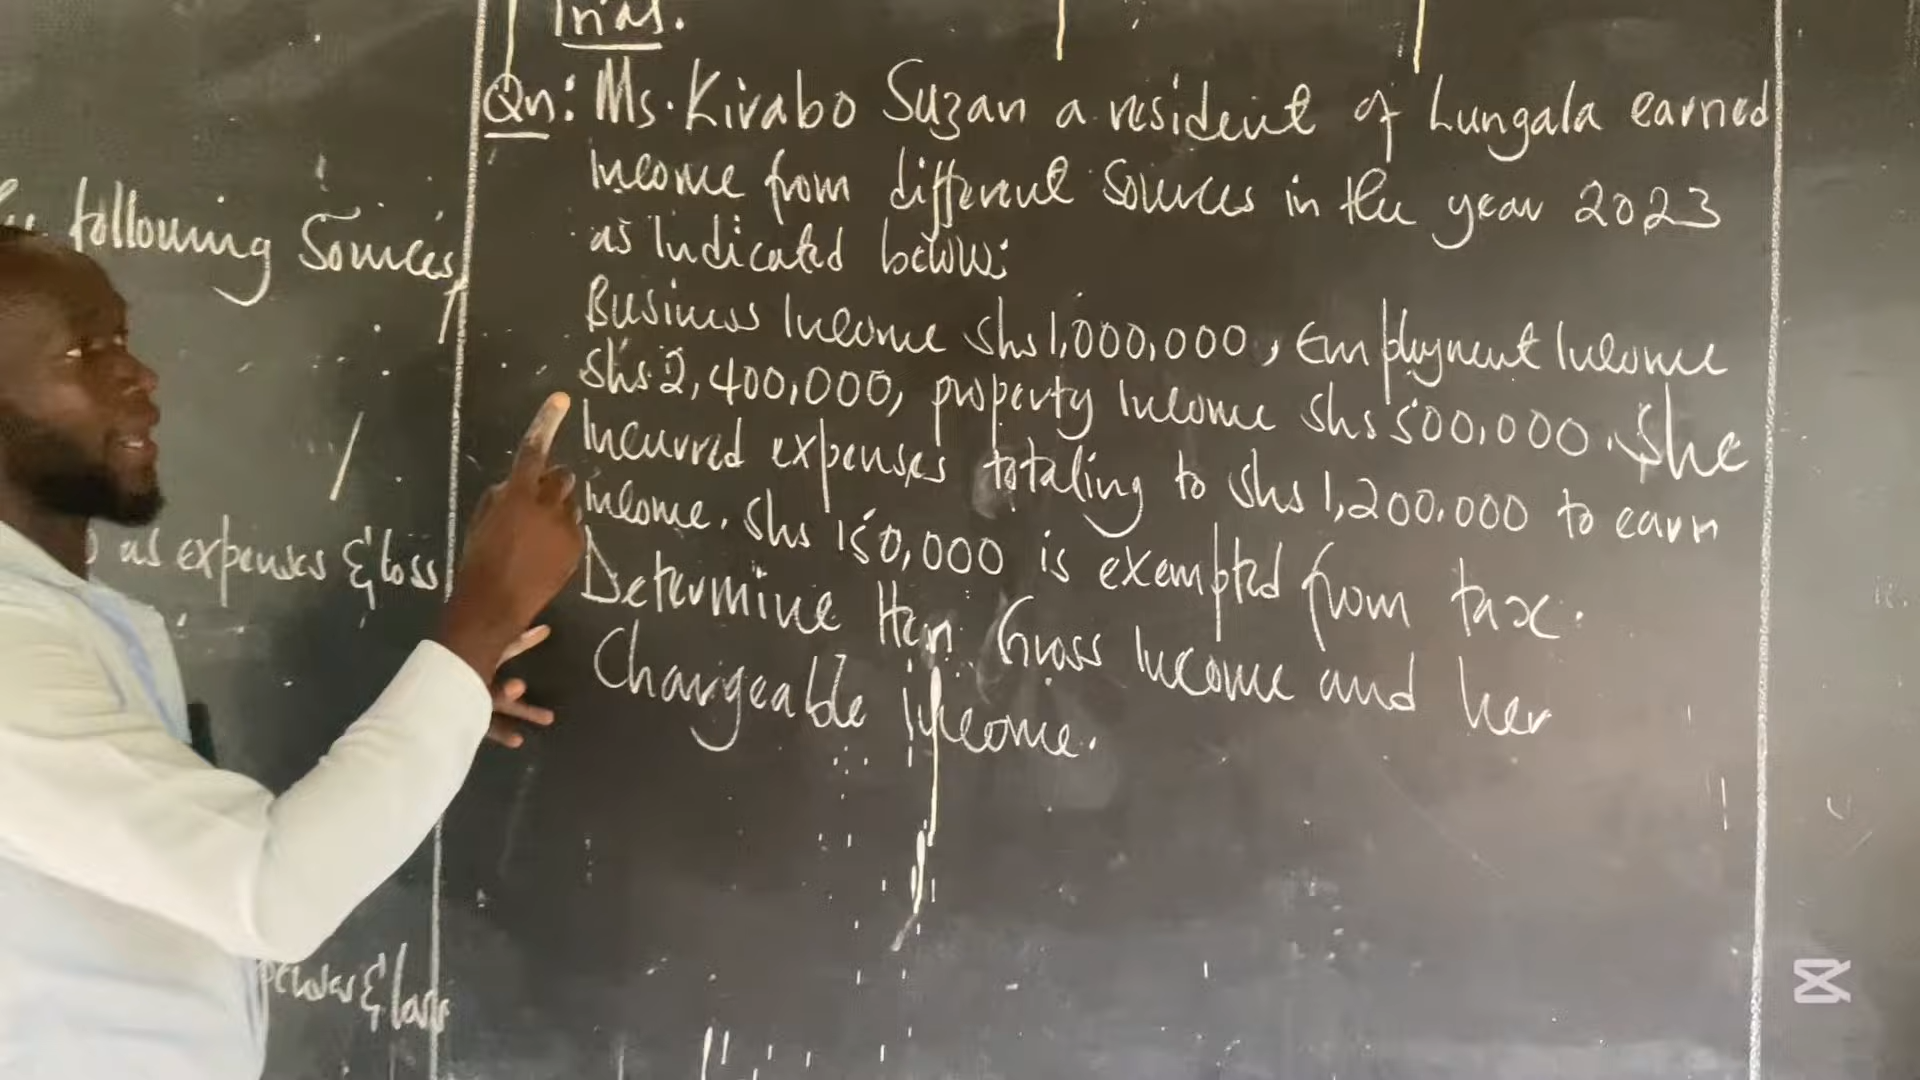 Trial.
following Sources
as expenses & loss
& loss
Qn: Ms. Kirabo Suzan a resident of Lungala earned
Income from different Sources in the year 2023
as Indicated below:
Business Income Shs 1,000,000, Employment Income
Shs. 2,400,000, property Income Shs 500,000. She
Incurred expenses totaling to Shs 1,200,000 to earn
income. Shs 150,000 is exempted from tax.
Determine Her Gross Income and her
Chargeable income.